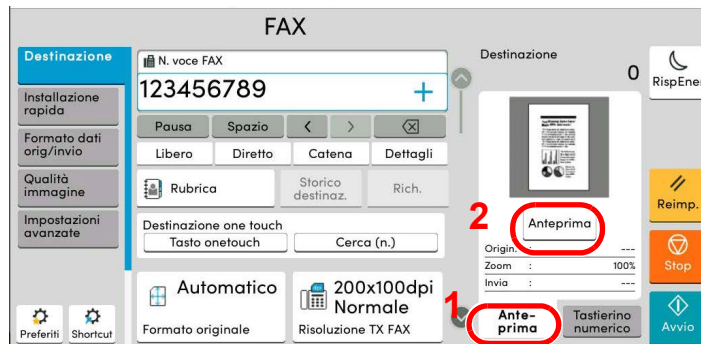 FAX
Destinazione
Installazione
rapida
Formato dati
orig/invio
Qualità
immagine
Impostazioni
avanzate
Preferiti
Shortcut
N. voce FAX
123456789
+
Pausa
Spazio
<
>
Libero
Diretto
Catena
Dettagli
Rubrica
Storico
destinaz.
Rich.
Destinazione one touch
Tasto onetouch
Cerca (n.)
Automatico
Formato originale
200x100dpi
Normale
Risoluzione TX FAX
Destinazione
0
2
Anteprima
Origin. : ---
Zoom : 100%
Invia : ---
1
Ante-
prima
Tastierino
numerico
RispEner
Reimp.
Stop
Avvio